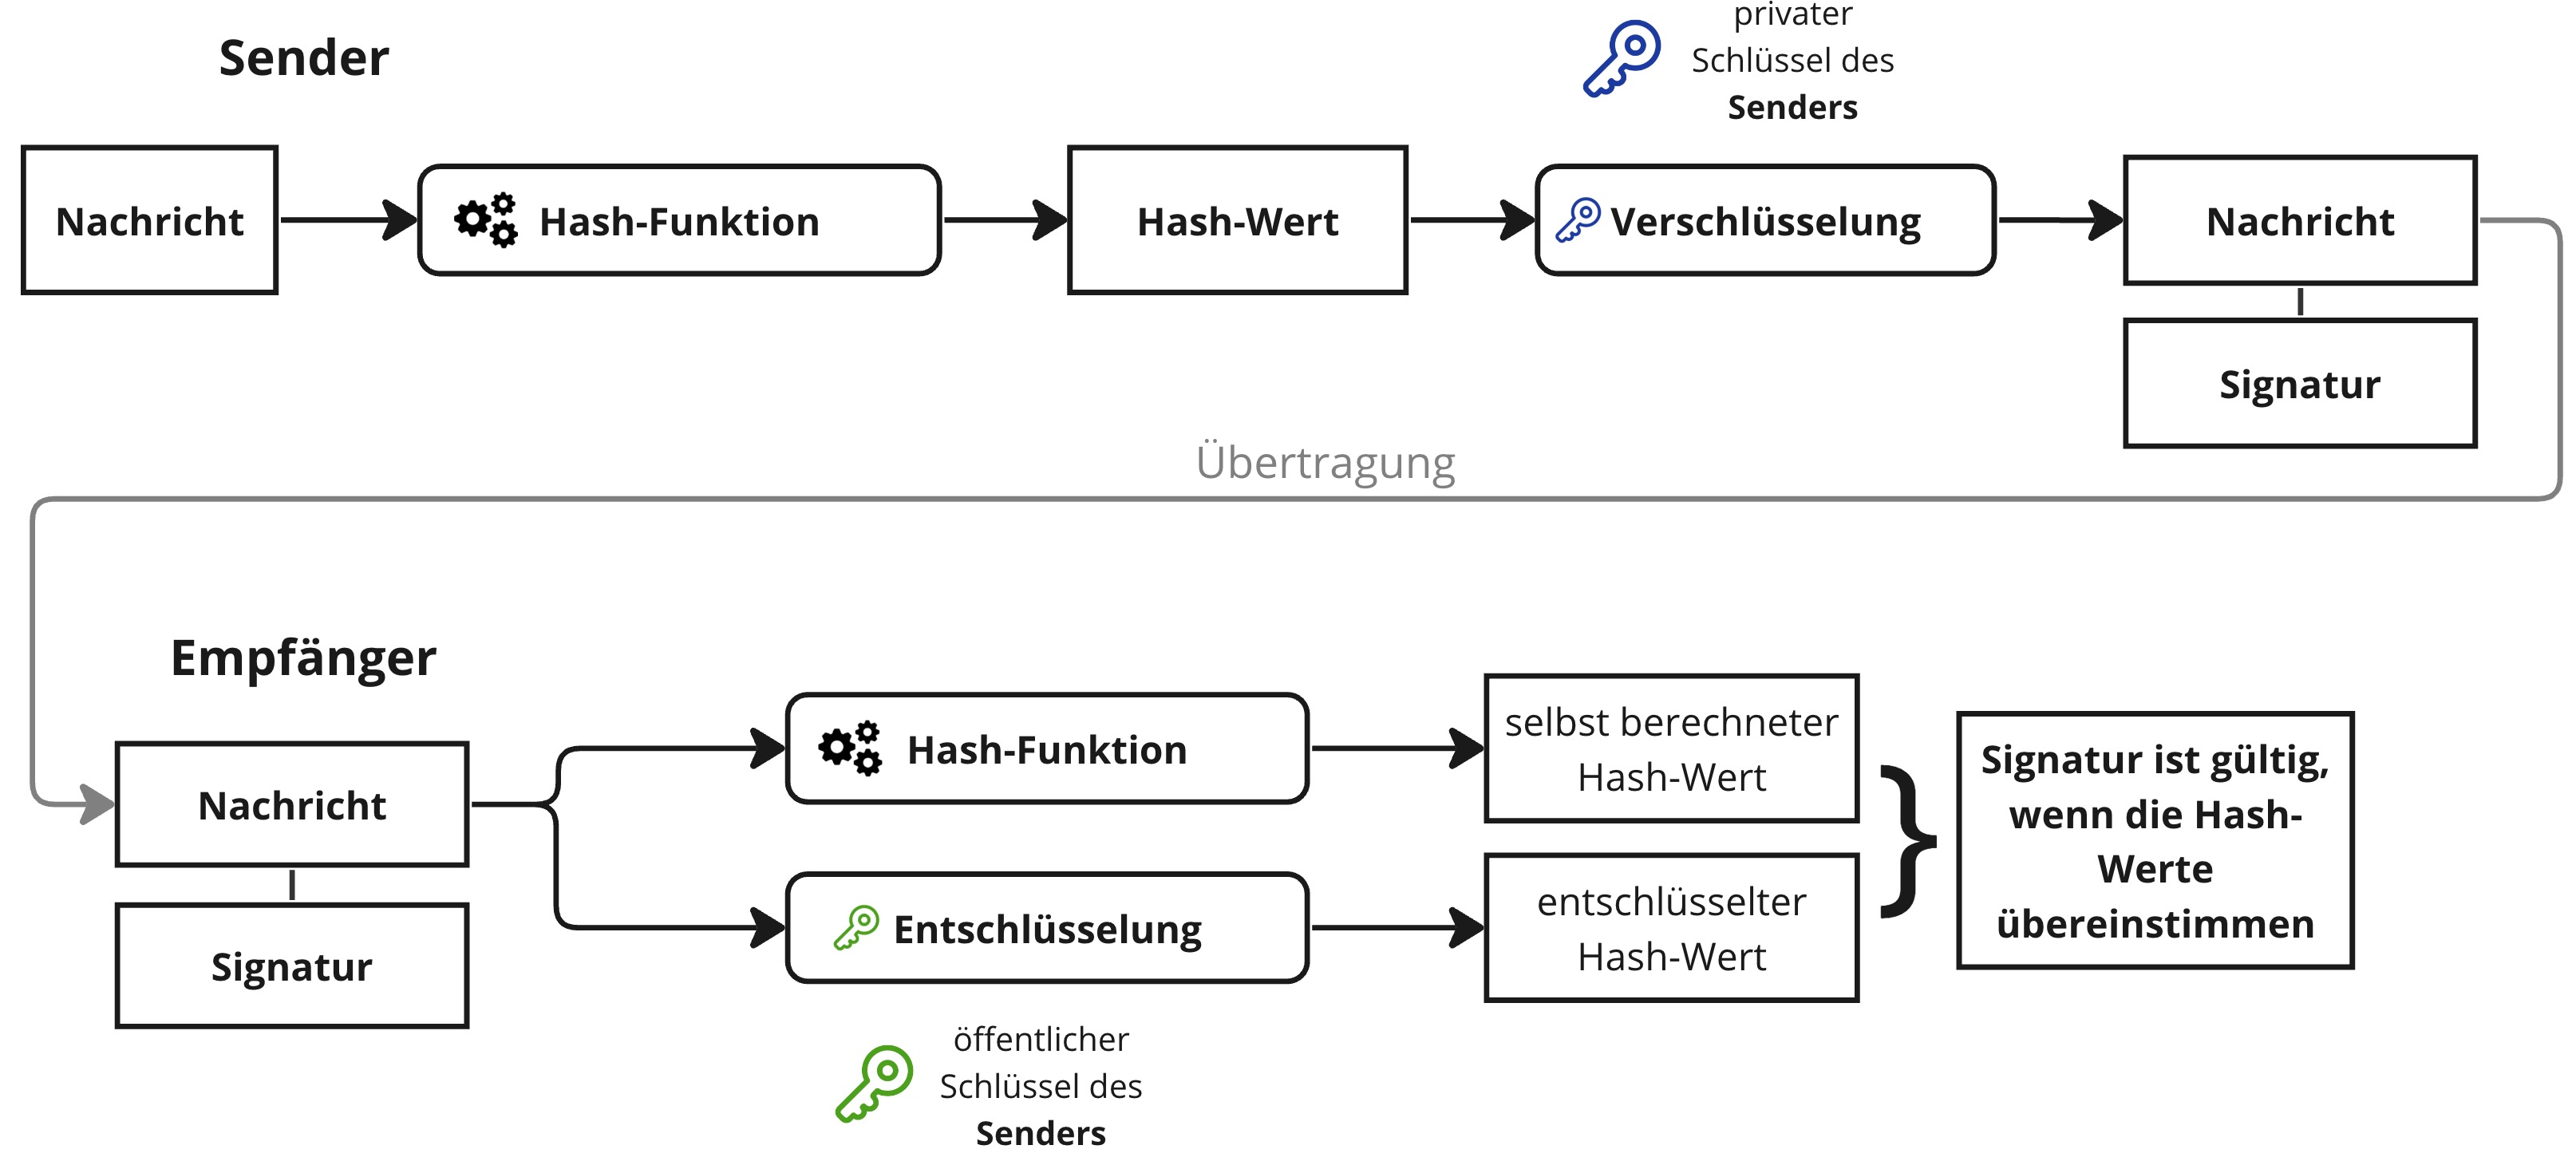 Sender
privater
Schlüssel des
Senders
Nachricht
Hash-Funktion
Hash-Wert
Verschlüsselung
Nachricht
Signatur
Übertragung
Empfänger
Nachricht
Signatur
Hash-Funktion
selbst berechneter
Hash-Wert
Entschlüsselung
entschlüsselter
Hash-Wert
}
Signatur ist gültig,
wenn die Hash-
Werte
übereinstimmen
öffentlicher
Schlüssel des
Senders